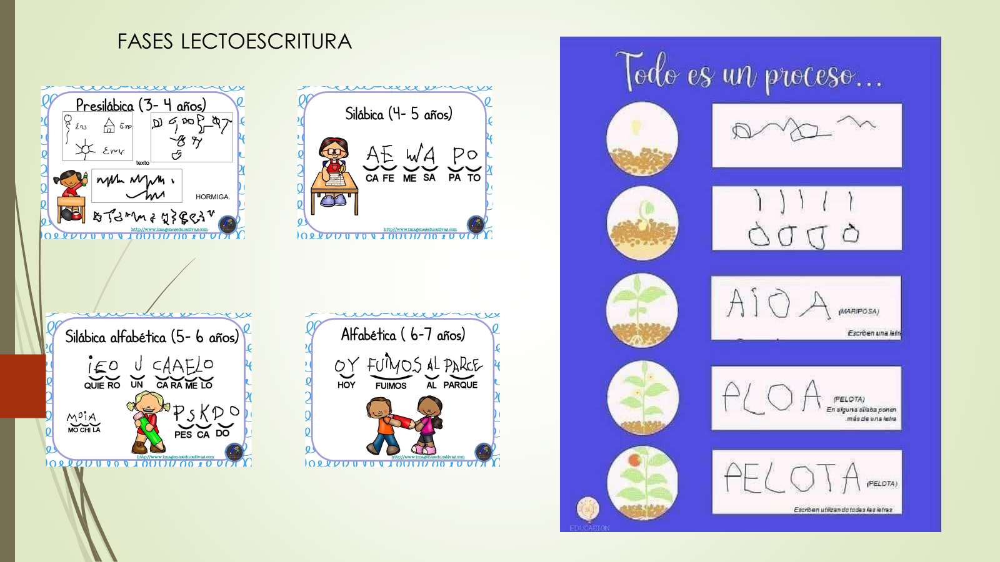 FASES LECTOESCRITURA
Presilábica (3- 4 años)
texto
HORMIGA.
http://www.imageneseducativas.com
Silábica (4- 5 años)
AE WA PO
CA FE ME SA PA TO
http://www.imageneseducativas.com
Silábica alfabética (5- 6 años)
iEO U CAAELO
QUIE RO UN CA RA ME LO
MOiA
MO CHI LA
PSKDO
PES CA DO
http://www.imageneseducativas.com
Alfabética ( 6-7 años)
OY FUiMOS AL PARCE
HOY FUIMOS AL PARQUE
http://www.imageneseducativas.com
Todo es un proceso...
AiOA
(MARIPOSA)
Escriben una letra
PLOA
(PELOTA)
En alguna sílaba ponen
más de una letra
PELOTA
(PELOTA)
Escriben utilizando todas las letras
EDUCACCION